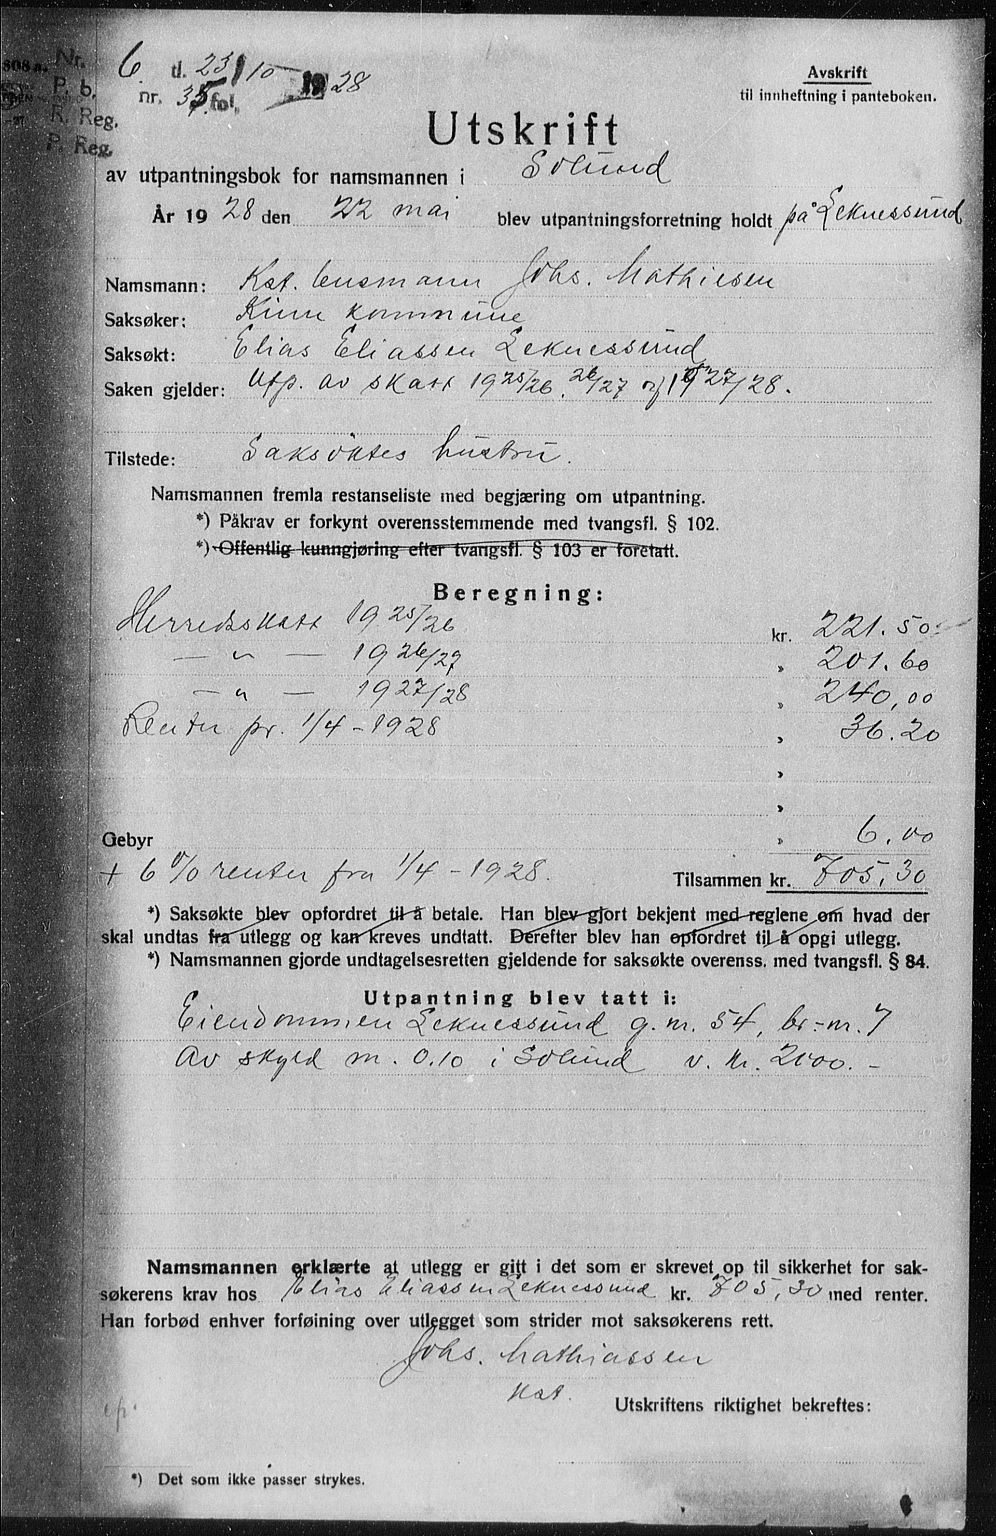 808 a. Nr. 6. d. 23/10 1928
P. b. nr. 35 fol.
R. Reg.
P. Reg.
Avskrift
til innheftning i panteboken.
Utskrift
av utpantningsbok for namsmannen i Solund
År 1928 den 22 mai blev utpantningsforretning holdt på Leknessund
Namsmann: Kst. lensmann Johs. Mathiesen
Saksøker: Kinn kommune
Saksøkt: Elias Eliassen Leknessund
Saken gjelder: Utp. av skatt 1925/26. 26/27 og 1927/28.
Tilstede: Saksøktes hustru.
Namsmannen fremla restanseliste med begjæring om utpantning.
*) Påkrav er forkynt overensstemmende med tvangsfl. § 102.
*) Offentlig kunngjøring efter tvangsfl. § 103 er foretatt.
Beregning:
Herredsskatt 1925/26 kr. 221.50
— " — 1926/27 " 201.60
— " — 1927/28 " 240,00
Renter pr. 1/4 - 1928 " 36.20
"
"
Gebyr " 6.00
+ 6 % renter fra 1/4 - 1928. Tilsammen kr. 705,30
*) Saksøkte blev opfordret til å betale. Han blev gjort bekjent med reglene om hvad der
skal undtas fra utlegg og kan kreves undtatt. Derefter blev han opfordret til å opgi utlegg.
*) Namsmannen gjorde undtagelsesretten gjeldende for saksøkte overenss. med tvangsfl. § 84.
Utpantning blev tatt i:
Eiendommen Leknessund g.nr. 54, br.-nr. 7
av skyld m. 0.10 i Solund v. kr. 2000.-
Namsmannen erklærte at utlegg er gitt i det som er skrevet op til sikkerhet for sak-
søkerens krav hos Elias Eliassen Leknessund kr. 705,30 med renter.
Han forbød enhver forføining over utlegget som strider mot saksøkerens rett.
Johs. Mathiassen
kst.
Utskriftens riktighet bekreftes:
*) Det som ikke passer strykes.